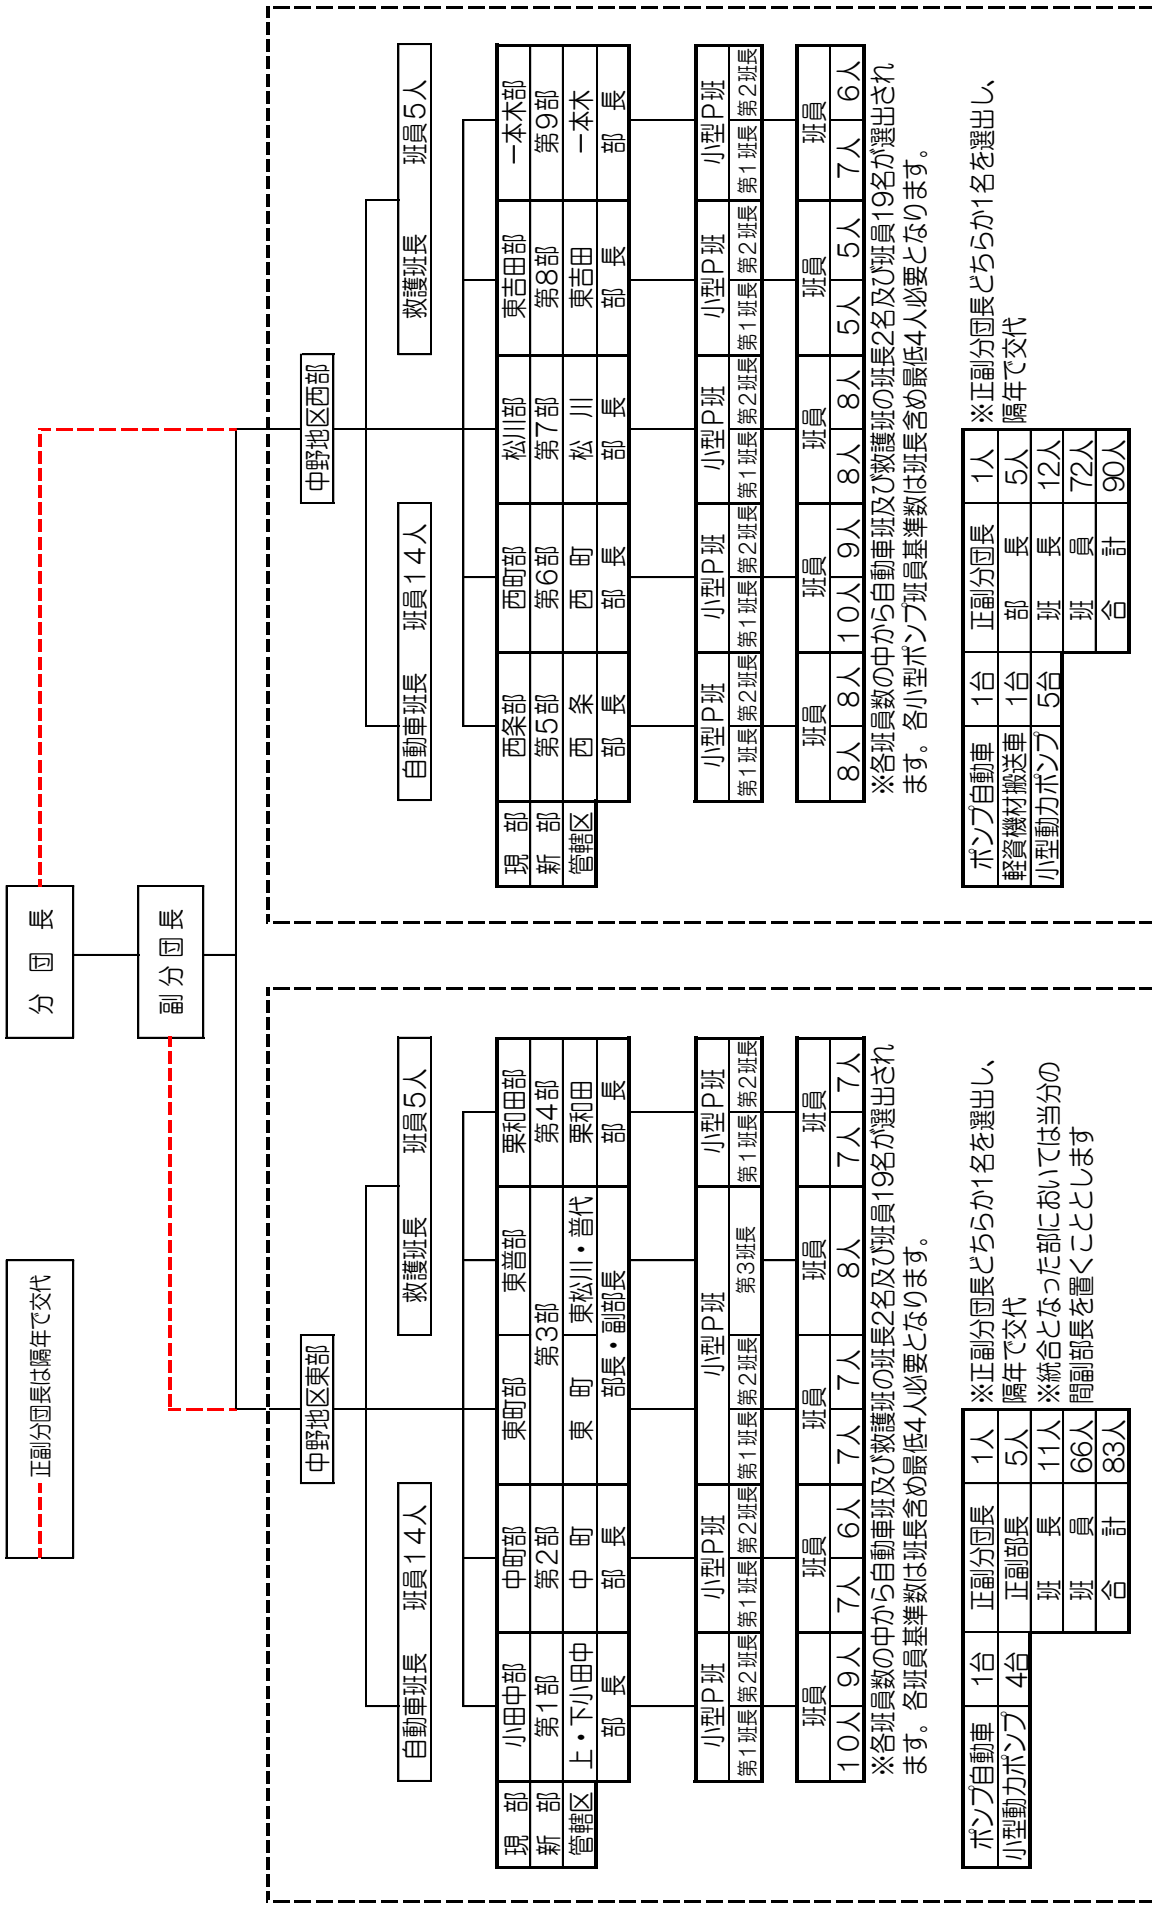 正副分団長は隔年で交代
分 団 長
副分団長
中野地区東部
自動車班長 班員14人
救護班長 班員5人
現 部 小田中部 中町部 東町部 東普部 栗和田部
新 部 第1部 第2部 第3部 第4部
管轄区 上・下小田中 中 町 東 町 東松川・普代 栗和田
部 長 部 長 部長・副部長 部 長
小型P班 小型P班 小型P班 小型P班
第1班長 第2班長 第1班長 第2班長 第1班長 第2班長 第3班長 第1班長 第2班長
班員 班員 班員 班員 班員
10人 9人 7人 6人 7人 7人 8人 7人 7人
※各班員数の中から自動車班及び救護班の班長2名及び班員19名が選出され
ます。各班員基準数は班長含め最低4人必要となります。
ポンプ自動車 1台
小型動力ポンプ 4台
正副分団長 1人
正副部長 5人
班 長 11人
班 員 66人
合 計 83人
※正副分団長どちらか1名を選出し、
隔年で交代
※統合となった部においては当分の
間副部長を置くこととします
中野地区西部
自動車班長 班員14人
救護班長 班員5人
現 部 西条部 西町部 松川部 東吉田部 一本木部
新 部 第5部 第6部 第7部 第8部 第9部
管轄区 西 条 西 町 松 川 東吉田 一本木
部 長 部 長 部 長 部 長 部 長
小型P班 小型P班 小型P班 小型P班 小型P班
第1班長 第2班長 第1班長 第2班長 第1班長 第2班長 第1班長 第2班長 第1班長 第2班長
班員 班員 班員 班員 班員
8人 8人 10人 9人 8人 8人 5人 5人 7人 6人
※各班員数の中から自動車班及び救護班の班長2名及び班員19名が選出され
ます。各小型ポンプ班員基準数は班長含め最低4人必要となります。
ポンプ自動車 1台
軽資機材搬送車 1台
小型動力ポンプ 5台
正副分団長 1人
部 長 5人
班 長 12人
班 員 72人
合 計 90人
※正副分団長どちらか1名を選出し、
隔年で交代